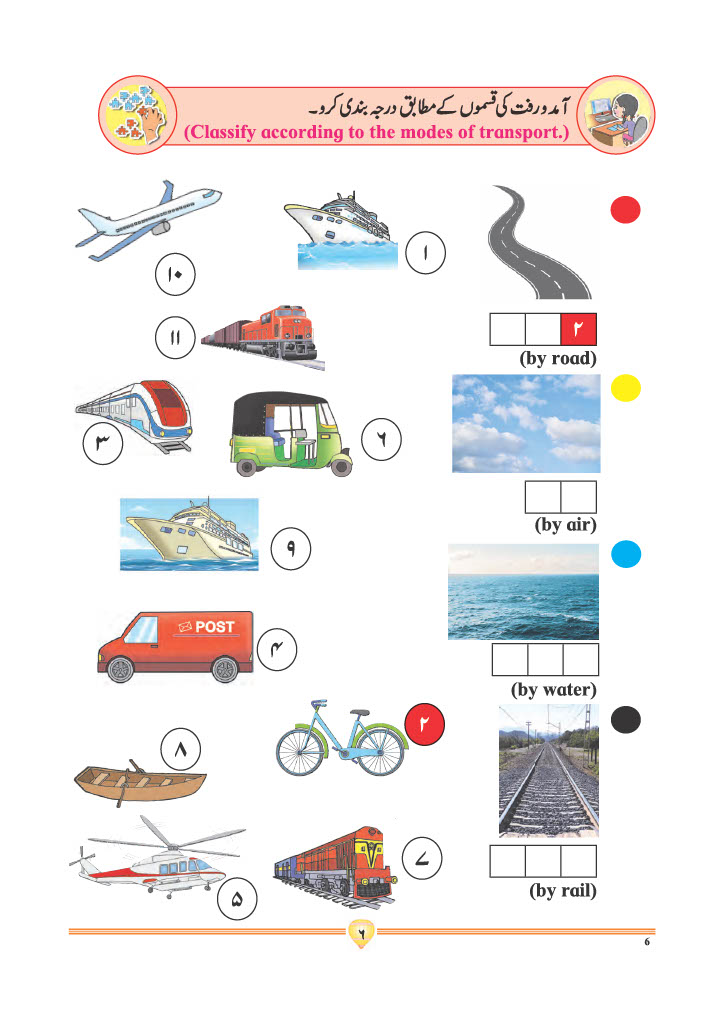 آمد و رفت کی قسموں کے مطابق درجہ بندی کرو۔
(Classify according to the modes of transport.)
۱
۱۰
۱۱
۲
(by road)
۳
۶
(by air)
۹
POST
۴
(by water)
۲
۸
۷
۵
(by rail)
۶
6